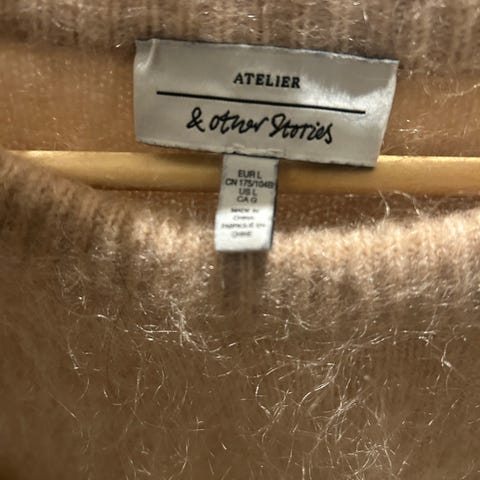 ATELIER
& other Stories
EUR L
CN 175/104B
US L
CA G
MADE IN
CHINA
FABRIQUÉ EN
CHINE